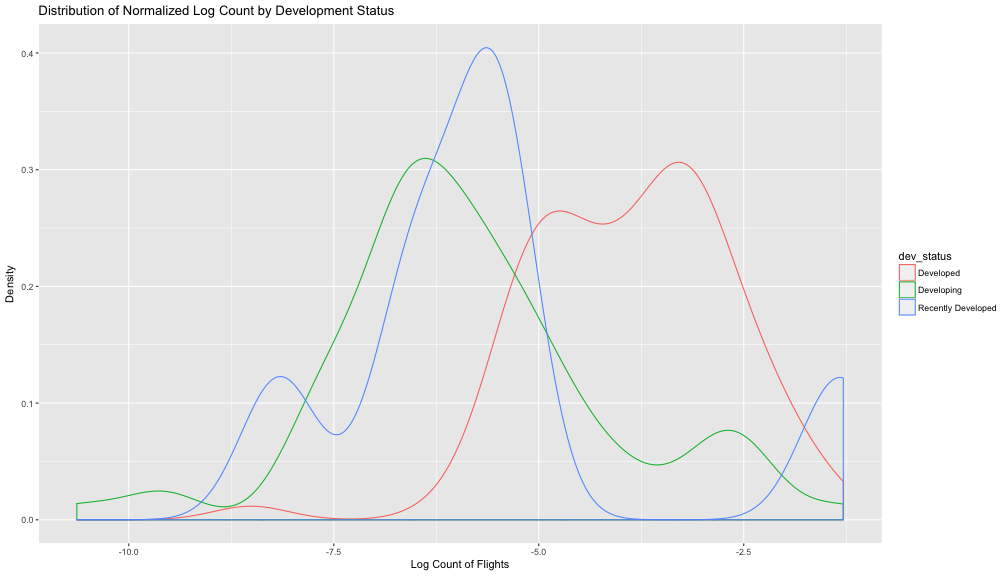 Distribution of Normalized Log Count by Development Status
0.4
0.3
0.2
0.1
0.0
Density
-10.0
-7.5
-5.0
-2.5
Log Count of Flights
dev_status
Developed
Developing
Recently Developed